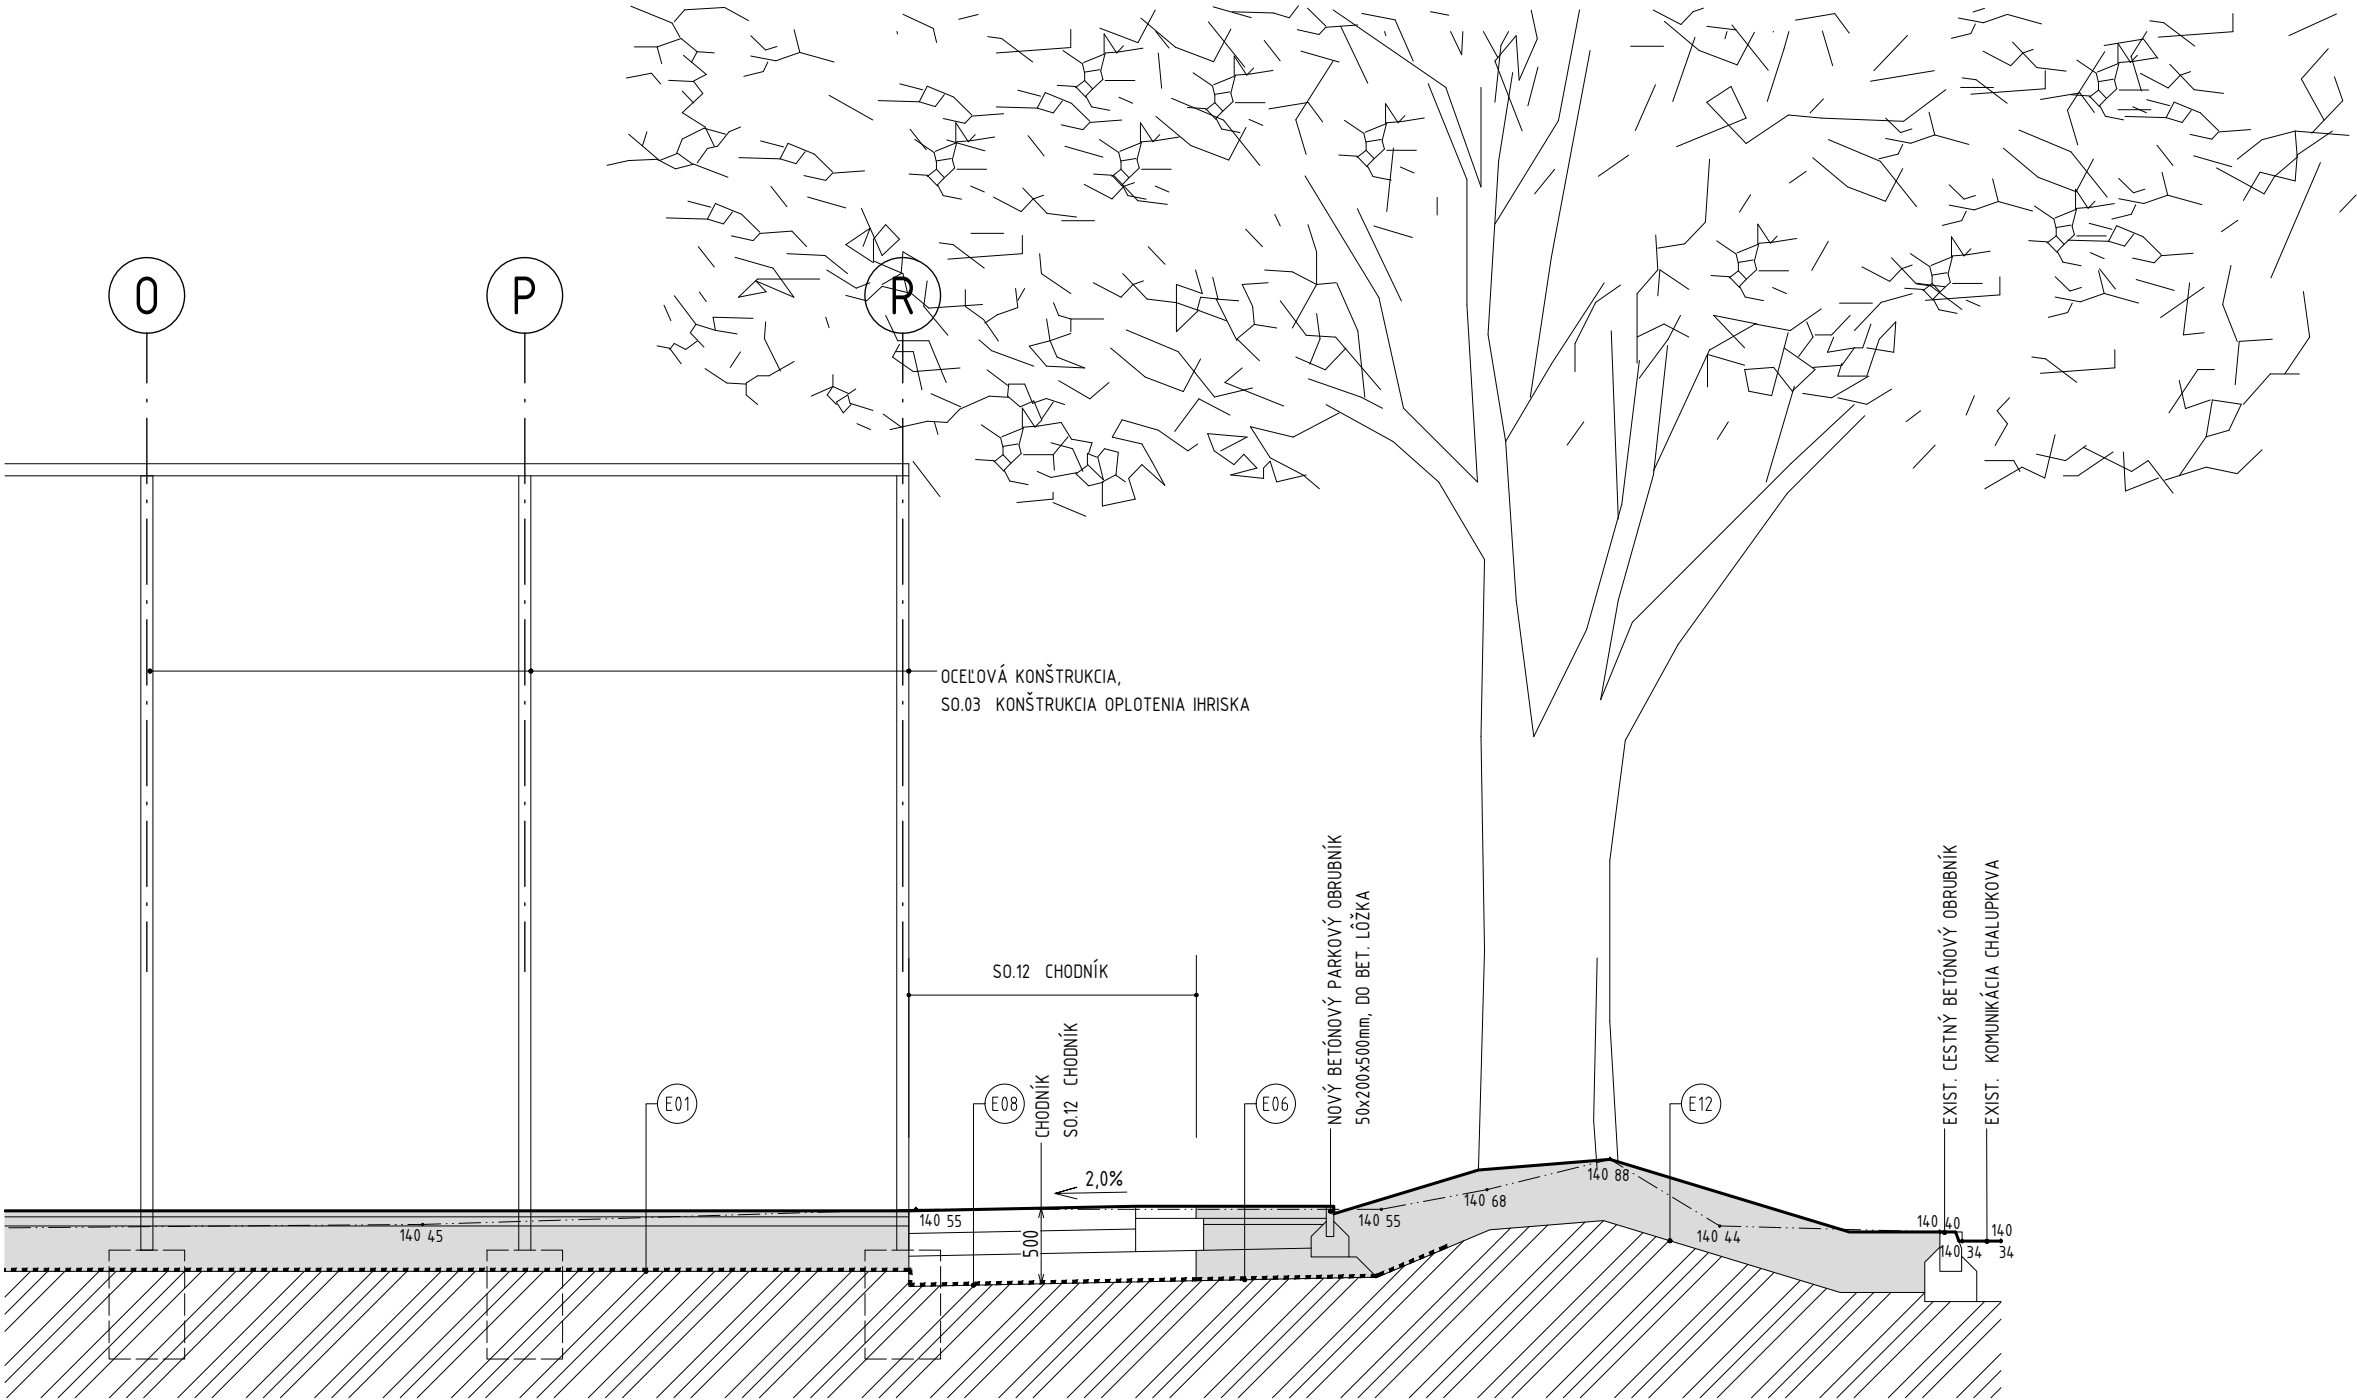 O
P
R
OCEĽOVÁ KONŠTRUKCIA,
SO.03 KONŠTRUKCIA OPLOTENIA IHRISKA
SO.12 CHODNÍK
CHODNÍK
SO.12 CHODNÍK
NOVÝ BETÓNOVÝ PARKOVÝ OBRUBNÍK
50x200x500mm, DO BET. LÔŽKA
EXIST. CESTNÝ BETÓNOVÝ OBRUBNÍK
EXIST. KOMUNIKÁCIA CHALUPKOVA
E01
E08
E06
E12
2,0%
500
140 45
140 55
140 55
140 68
140 88
140 44
140 40
140 34
140
34